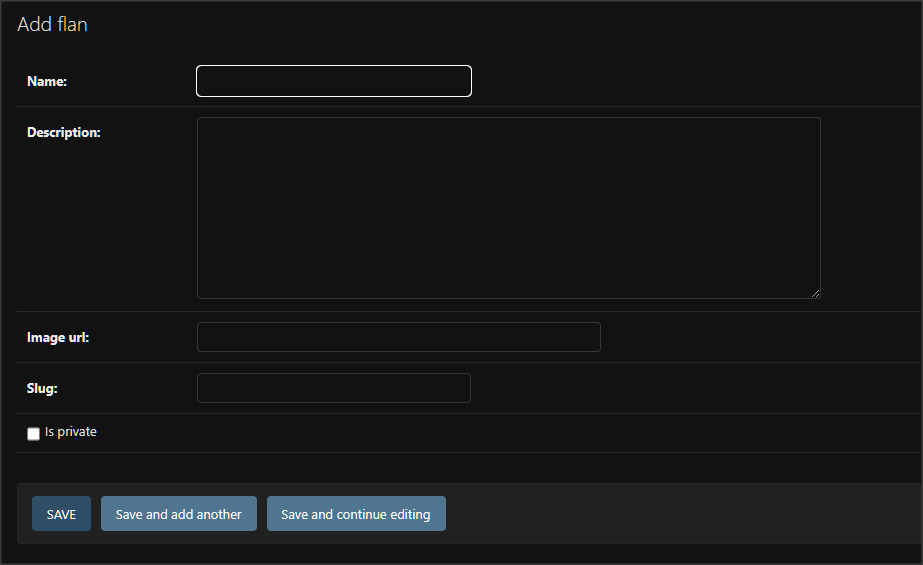 Add flan
Name:
Description:
Image url:
Slug:
Is private
SAVE Save and add another Save and continue editing